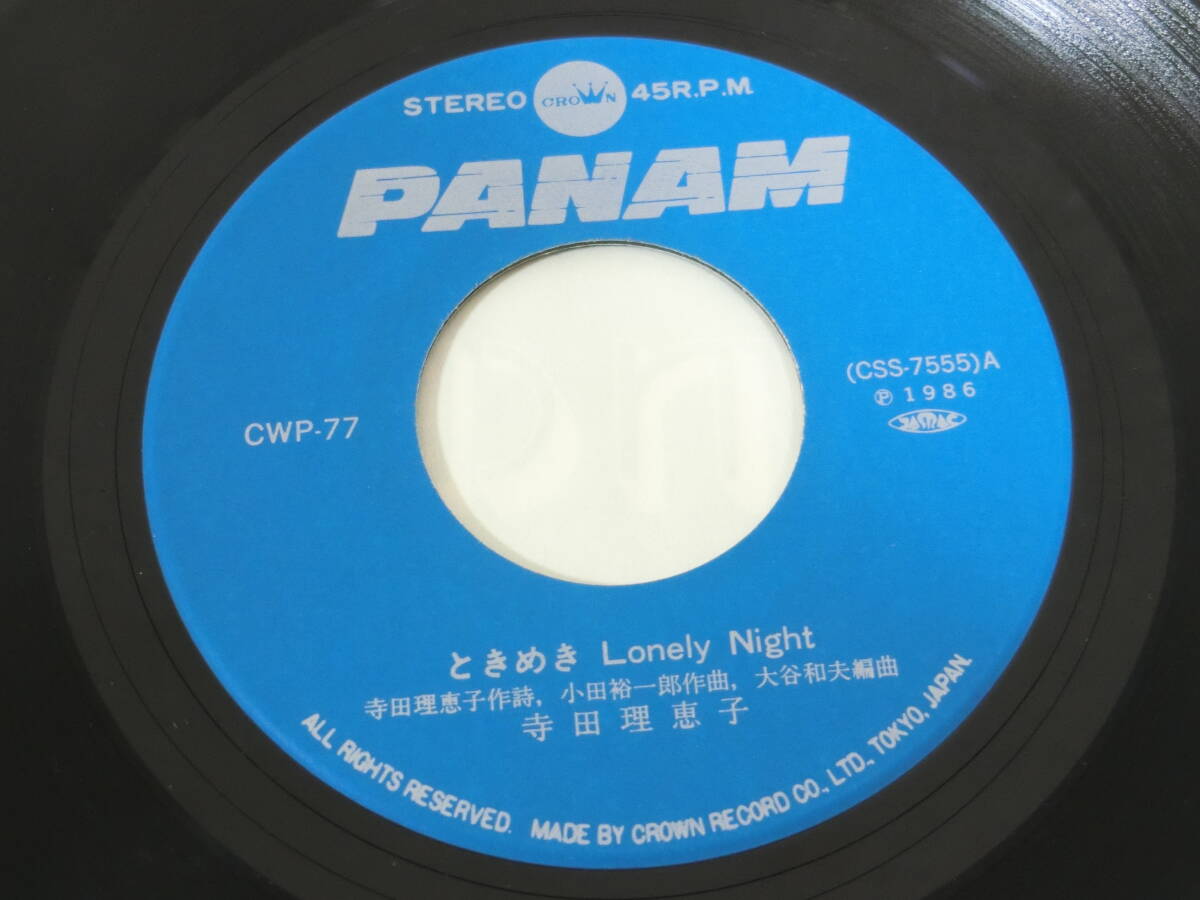 STEREO CROWN 45R.P.M.
PANAM
(CSS-7555)A
Ⓟ 1986
JASRAC
CWP-77
ときめき Lonely Night
寺田理恵子作詩, 小田裕一郎作曲, 大谷和夫編曲
寺田理恵子
ALL RIGHTS RESERVED. MADE BY CROWN RECORD CO., LTD., TOKYO, JAPAN.